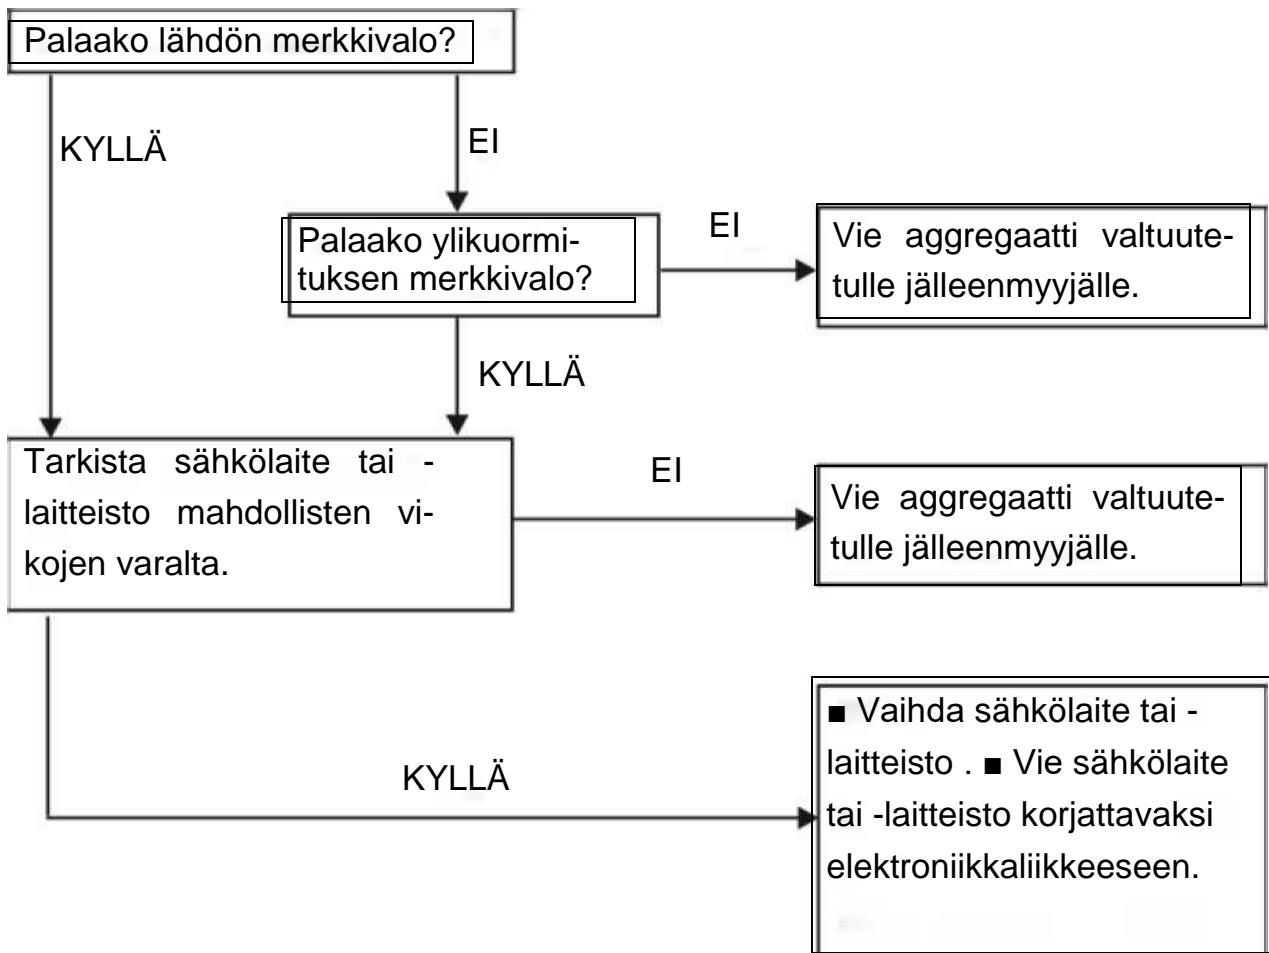 Palaako lähdön merkkivalo?
KYLLÄ
EI
Palaako ylikuormi-
tuksen merkkivalo?
EI
Vie aggregaatti valtuute-
tulle jälleenmyyjälle.
KYLLÄ
Tarkista sähkölaite tai -
laitteisto mahdollisten vi-
kojen varalta.
EI
Vie aggregaatti valtuute-
tulle jälleenmyyjälle.
KYLLÄ
■ Vaihda sähkölaite tai -
laitteisto . ■ Vie sähkölaite
tai -laitteisto korjattavaksi
elektroniikkaliikkeeseen.